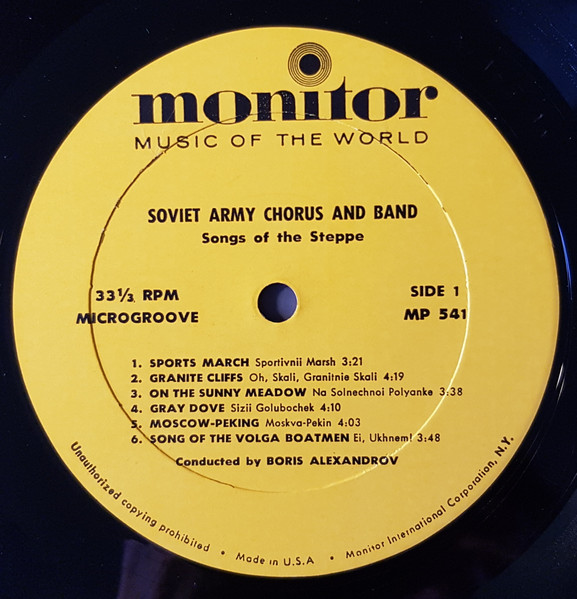 monitor
MUSIC OF THE WORLD
SOVIET ARMY CHORUS AND BAND
Songs of the Steppe
33⅓ RPM
MICROGROOVE
SIDE 1
MP 541
1. SPORTS MARCH Sportivnii Marsh 3:21
2. GRANITE CLIFFS Oh, Skali, Granitnie Skali 4:19
3. ON THE SUNNY MEADOW Na Solnechnoi Polyanke 3:38
4. GRAY DOVE Sizii Golubochek 4:10
5. MOSCOW-PEKING Moskva-Pekin 4:03
6. SONG OF THE VOLGA BOATMEN Ei, Ukhnem! 3:48
Conducted by BORIS ALEXANDROV
Unauthorized copying prohibited • Made in U.S.A • Monitor International Corporation, N.Y.